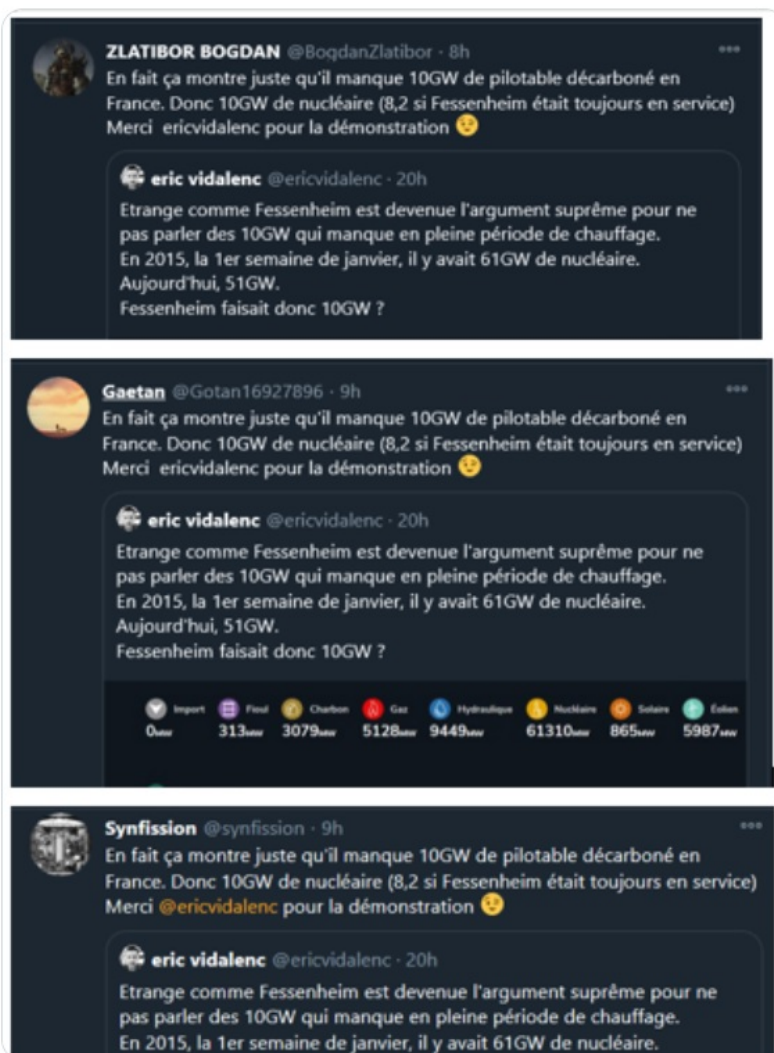 ZLATIBOR BOGDAN @BogdanZlatibor · 8h
En fait ça montre juste qu'il manque 10GW de pilotable décarboné en
France. Donc 10GW de nucléaire (8,2 si Fessenheim était toujours en service)
Merci ericvidalenc pour la démonstration 😉
eric vidalenc @ericvidalenc · 20h
Etrange comme Fessenheim est devenue l'argument suprême pour ne
pas parler des 10GW qui manque en pleine période de chauffage.
En 2015, la 1er semaine de janvier, il y avait 61GW de nucléaire.
Aujourd'hui, 51GW.
Fessenheim faisait donc 10GW ?
Gaetan @Gotan16927896 · 9h
En fait ça montre juste qu'il manque 10GW de pilotable décarboné en
France. Donc 10GW de nucléaire (8,2 si Fessenheim était toujours en service)
Merci ericvidalenc pour la démonstration 😉
eric vidalenc @ericvidalenc · 20h
Etrange comme Fessenheim est devenue l'argument suprême pour ne
pas parler des 10GW qui manque en pleine période de chauffage.
En 2015, la 1er semaine de janvier, il y avait 61GW de nucléaire.
Aujourd'hui, 51GW.
Fessenheim faisait donc 10GW ?
Import Fioul Charbon Gaz Hydraulique Nucléaire Solaire Éolien
0MW 313MW 3079MW 5128MW 9449MW 61310MW 865MW 5987MW
Synfission @synfission · 9h
En fait ça montre juste qu'il manque 10GW de pilotable décarboné en
France. Donc 10GW de nucléaire (8,2 si Fessenheim était toujours en service)
Merci @ericvidalenc pour la démonstration 😉
eric vidalenc @ericvidalenc · 20h
Etrange comme Fessenheim est devenue l'argument suprême pour ne
pas parler des 10GW qui manque en pleine période de chauffage.
En 2015, la 1er semaine de janvier, il y avait 61GW de nucléaire.